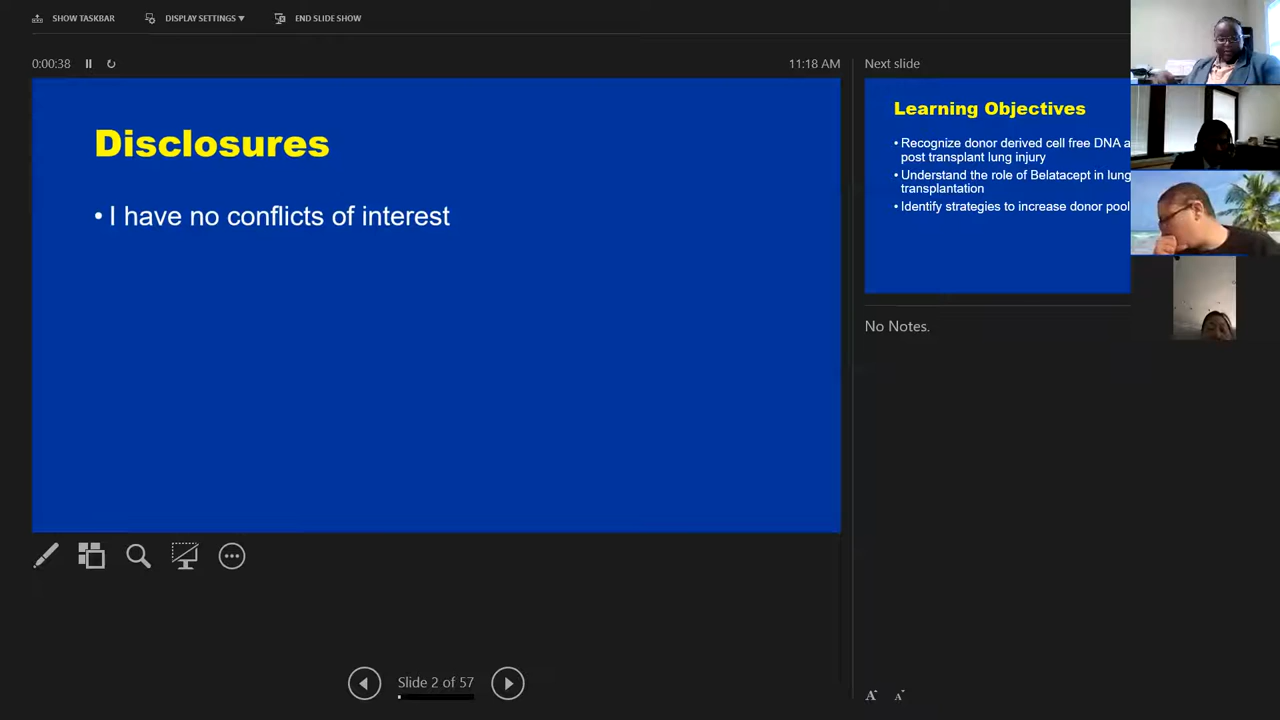 SHOW TASKBAR
DISPLAY SETTINGS ▾
END SLIDE SHOW
0:00:38
11:18 AM
Disclosures
• I have no conflicts of interest
Slide 2 of 57
Next slide
Learning Objectives
• Recognize donor derived cell free DNA
post transplant lung injury
• Understand the role of Belatacept in lung
transplantation
• Identify strategies to increase donor pool
No Notes.
A A